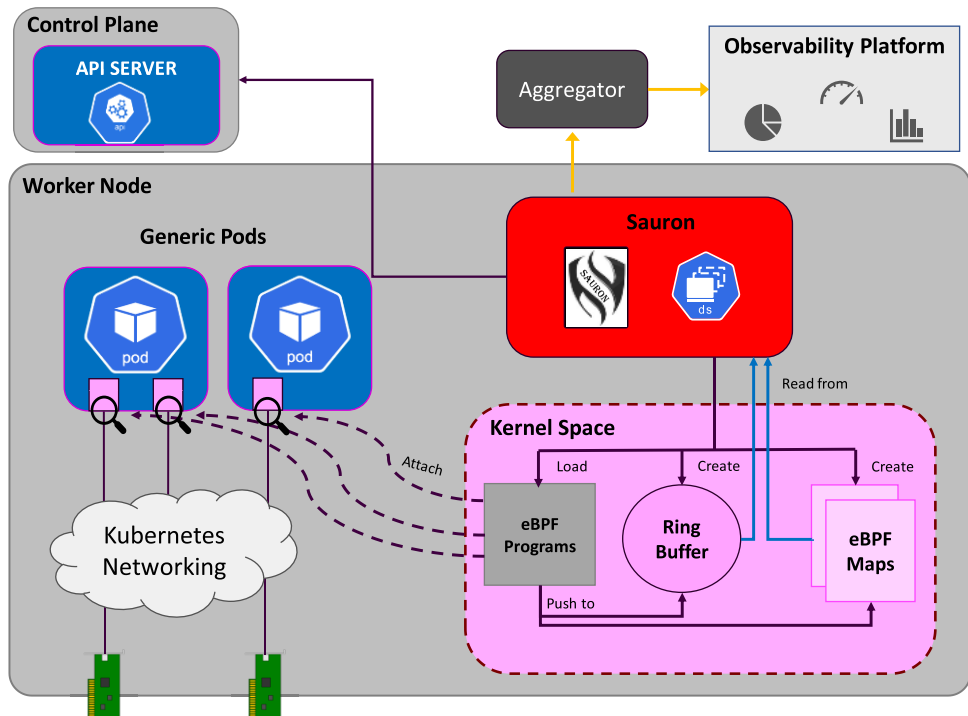 Control Plane
API SERVER
api
Aggregator
Observability Platform
Worker Node
Generic Pods
pod
pod
Sauron
SAURON
ds
Read from
Kernel Space
Attach
Load
Create
Create
eBPF
Programs
Ring
Buffer
eBPF
Maps
Push to
Kubernetes
Networking